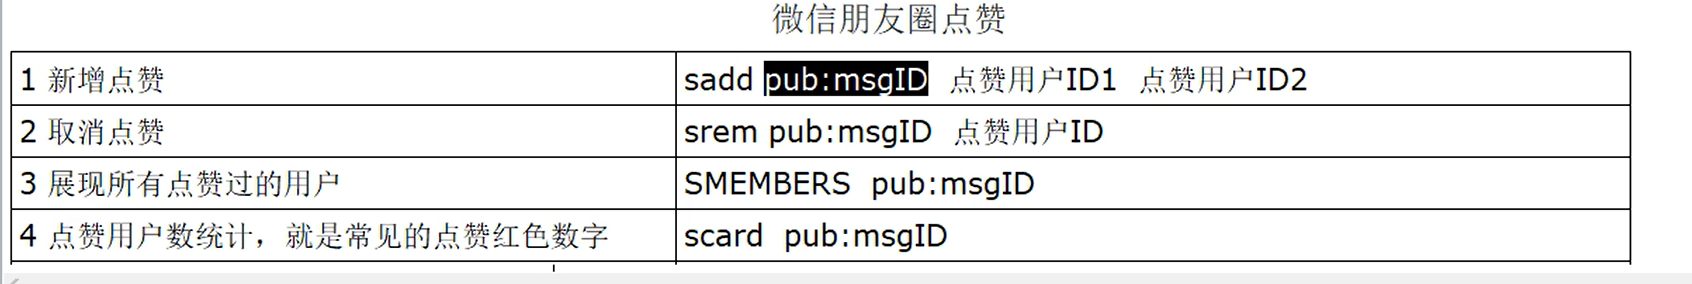 微信朋友圈点赞
1 新增点赞 sadd pub:msgID 点赞用户ID1 点赞用户ID2
2 取消点赞 srem pub:msgID 点赞用户ID
3 展现所有点赞过的用户 SMEMBERS pub:msgID
4 点赞用户数统计，就是常见的点赞红色数字 scard pub:msgID